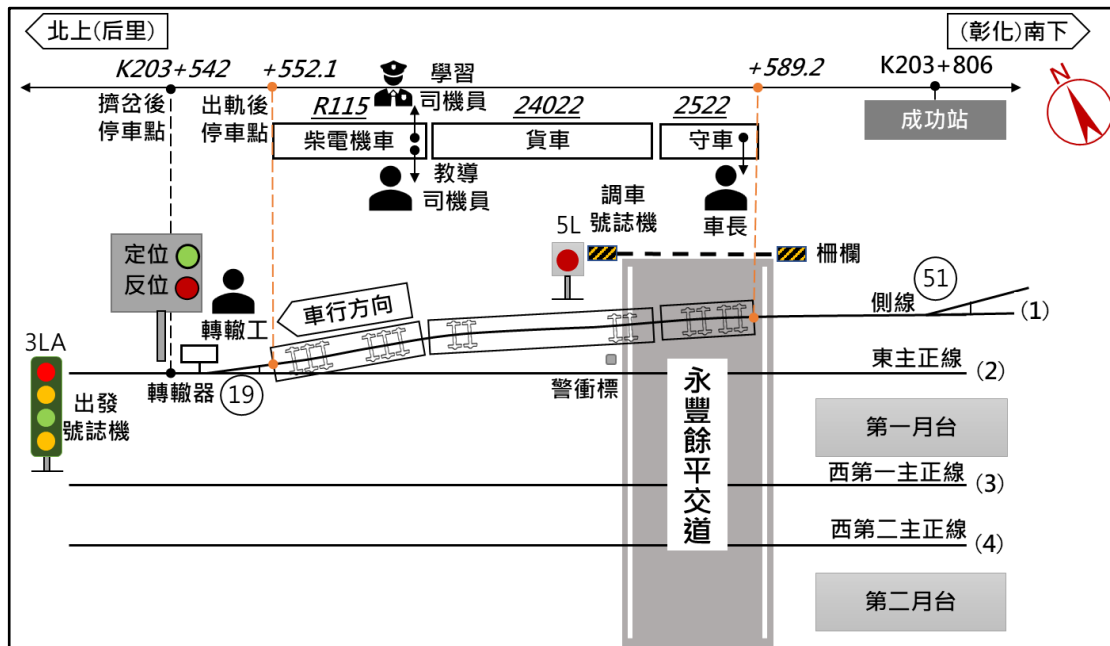 北上(后里)
(彰化)南下
K203+542
+552.1
+589.2
K203+806
擠岔後
停車點
出軌後
停車點
學習
司機員
R115
24022
2522
柴電機車
貨車
守車
成功站
N
教導
司機員
車長
調車
號誌機
5L
柵欄
定位
反位
轉轍工
車行方向
51
側線
(1)
3LA
出發
號誌機
轉轍器
19
警衝標
東主正線
(2)
永豐餘平交道
第一月台
西第一主正線
(3)
西第二主正線
(4)
第二月台